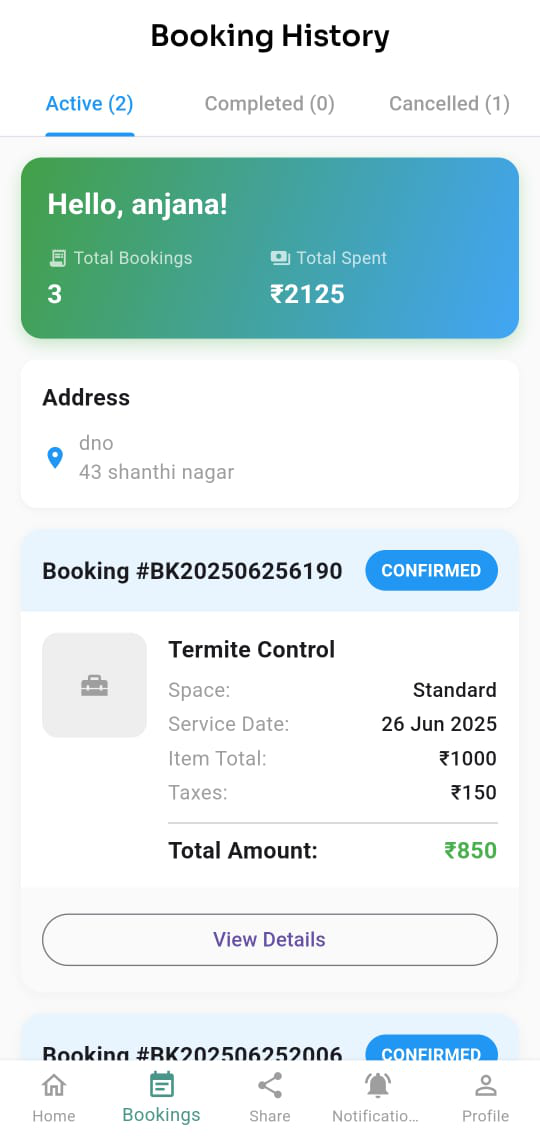 Booking History
Active (2) Completed (0) Cancelled (1)
Hello, anjana!
Total Bookings Total Spent
3 ₹2125
Address
dno
43 shanthi nagar
Booking #BK202506256190 CONFIRMED
Termite Control
Space: Standard
Service Date: 26 Jun 2025
Item Total: ₹1000
Taxes: ₹150
Total Amount: ₹850
View Details
Booking #BK202506252006 CONFIRMED
Home Bookings Share Notificatio... Profile